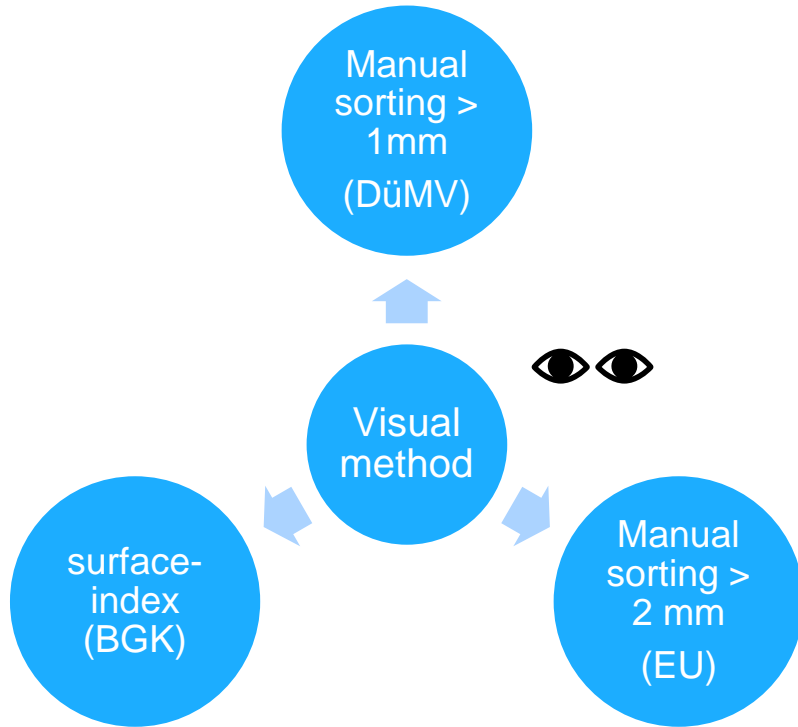 Manual
sorting >
1mm
(DüMV)
Visual
method
surface-
index
(BGK)
Manual
sorting >
2 mm
(EU)